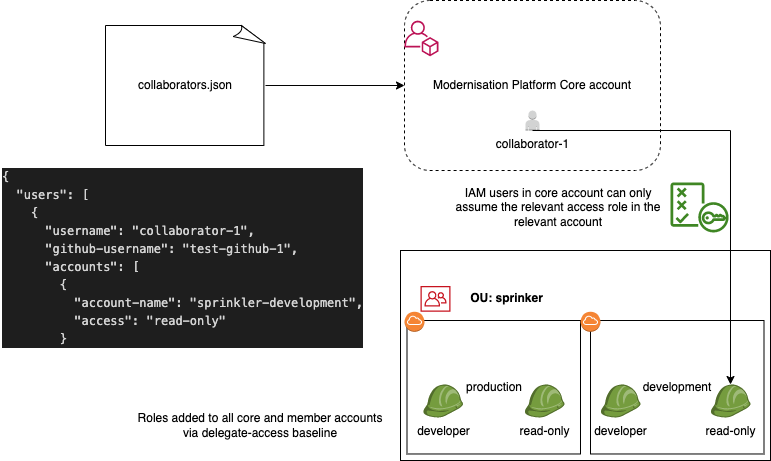 collaborators.json
Modernisation Platform Core account
collaborator-1
{
"users": [
{
"username": "collaborator-1",
"github-username": "test-github-1",
"accounts": [
{
"account-name": "sprinkler-development",
"access": "read-only"
}
IAM users in core account can only
assume the relevant access role in the
relevant account
OU: sprinker
production
developer
read-only
development
developer
read-only
Roles added to all core and member accounts
via delegate-access baseline